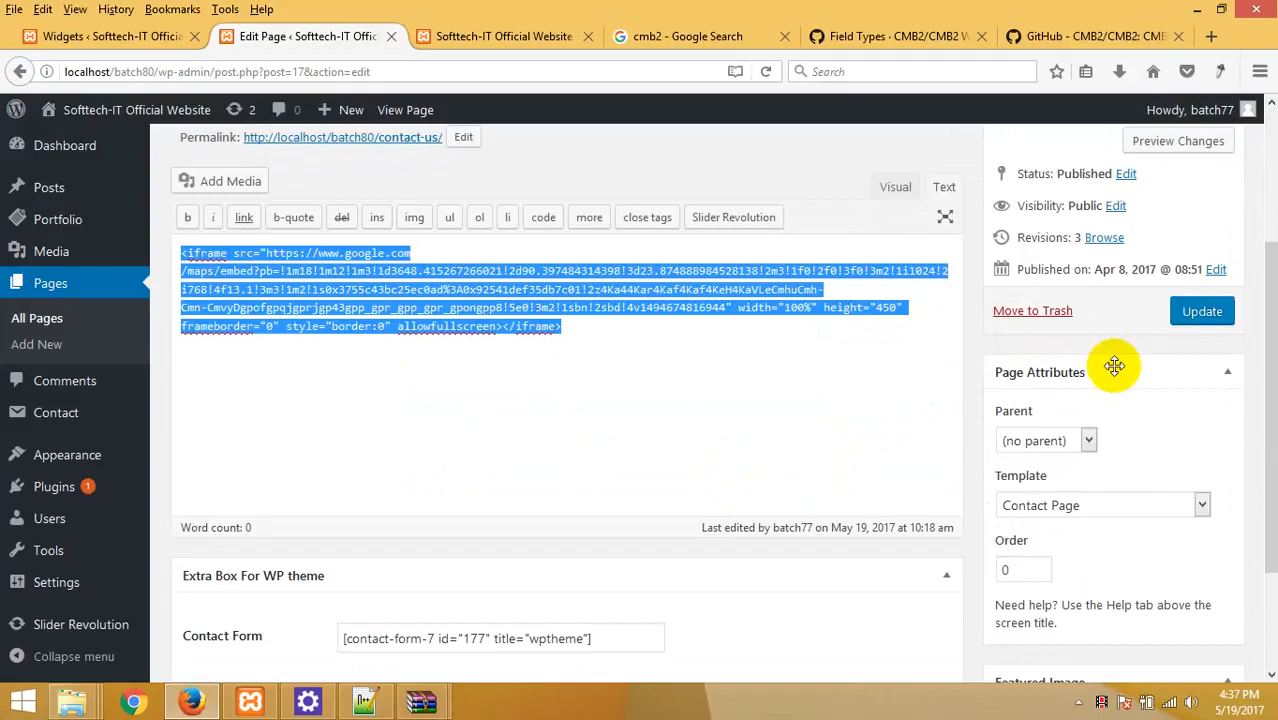 File Edit View History Bookmarks Tools Help
Widgets ‹ Softtech-IT Official
Edit Page ‹ Softtech-IT Offic
Softtech-IT Official Website
cmb2 - Google Search
Field Types · CMB2/CMB2 W
GitHub - CMB2/CMB2: CMB
localhost/batch80/wp-admin/post.php?post=17&action=edit
Search
Softtech-IT Official Website 2 0 New View Page Howdy, batch77
Dashboard
Posts
Portfolio
Media
Pages
All Pages
Add New
Comments
Contact
Appearance
Plugins 1
Users
Tools
Settings
Slider Revolution
Collapse menu
Permalink: http://localhost/batch80/contact-us/ Edit
Add Media
Visual Text
b i link b-quote del ins img ul ol li code more close tags Slider Revolution
<iframe src="https://www.google.com
/maps/embed?pb=!1m18!1m12!1m3!1d3648.415267266021!2d90.397484314398!3d23.874888984528138!2m3!1f0!2f0!3f0!3m2!1i1024!2
i768!4f13.1!3m3!1m2!1s0x3755c43bc25ec0ad%3A0x92541def35db7c01!2z4Ka44Kar4Kaf4Kaf4KeH4KaVLeCmhuCmh-
Cmn-CmvyDgpofgpqjgprjgp43gpp_gpr_gpp_gpr_gpongpp8!5e0!3m2!1sbn!2sbd!4v1494674816944" width="100%" height="450"
frameborder="0" style="border:0" allowfullscreen></iframe>
Word count: 0
Last edited by batch77 on May 19, 2017 at 10:18 am
Extra Box For WP theme
Contact Form
[contact-form-7 id="177" title="wptheme"]
Preview Changes
Status: Published Edit
Visibility: Public Edit
Revisions: 3 Browse
Published on: Apr 8, 2017 @ 08:51 Edit
Move to Trash
Update
Page Attributes
Parent
(no parent)
Template
Contact Page
Order
0
Need help? Use the Help tab above the
screen title.
Featured Image
4:37 PM
5/19/2017